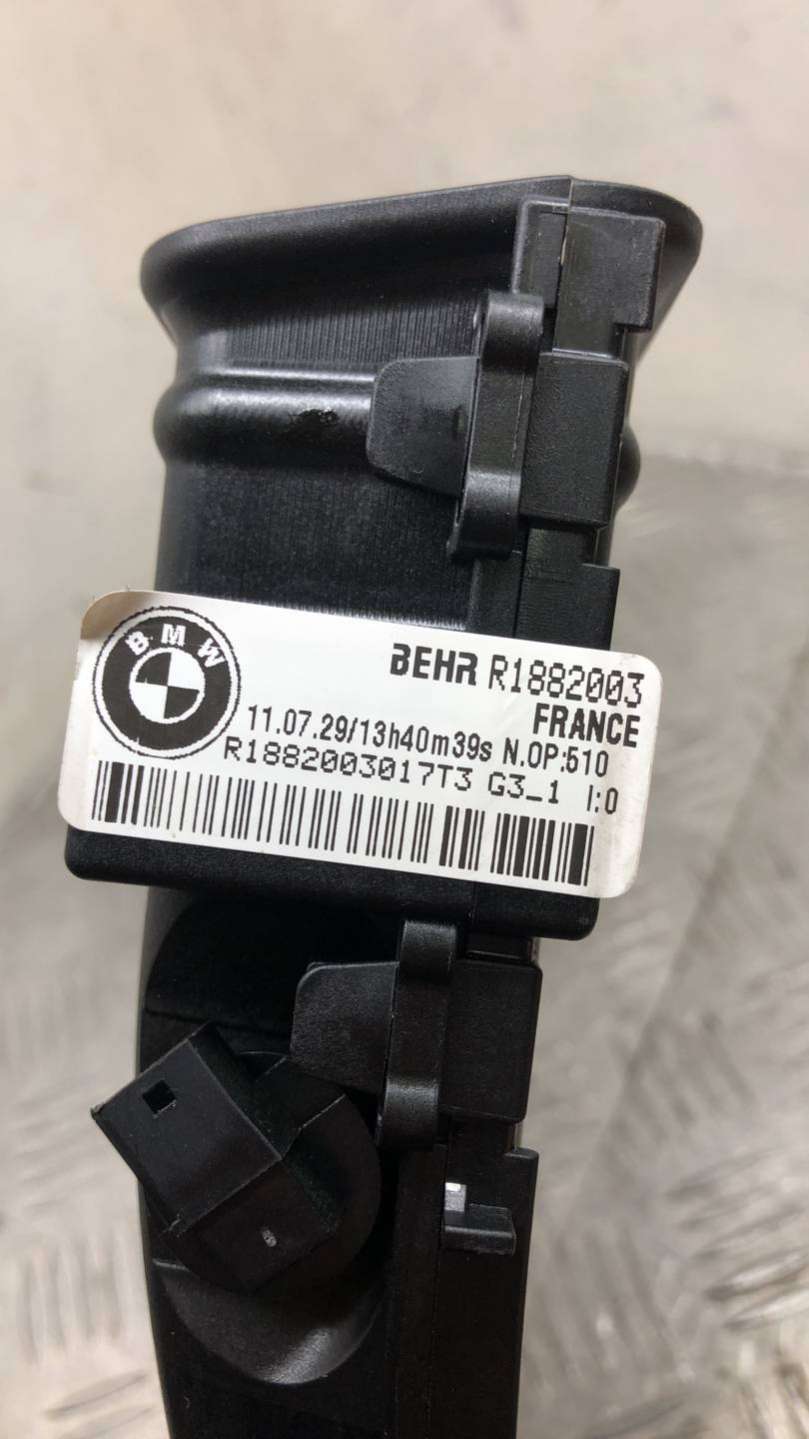 BMW
BEHR R1882003
FRANCE
11.07.29/13h40m39s N.OP:510
R1882003017T3 G3_1 I:0